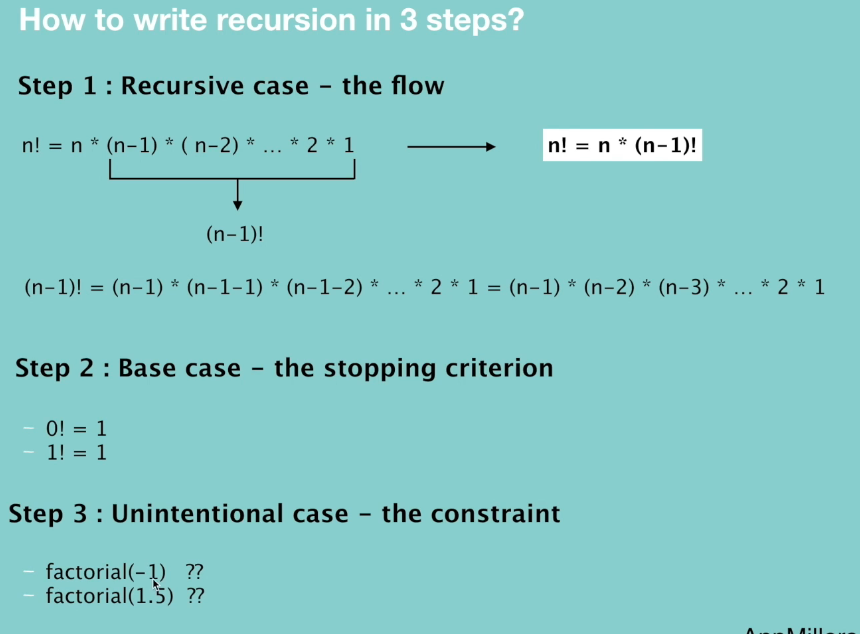 How to write recursion in 3 steps?
Step 1 : Recursive case – the flow
n! = n * (n-1) * ( n-2) * ... * 2 * 1
n! = n * (n-1)!
(n-1)!
(n-1)! = (n-1) * (n-1-1) * (n-1-2) * ... * 2 * 1 = (n-1) * (n-2) * (n-3) * ... * 2 * 1
Step 2 : Base case – the stopping criterion
– 0! = 1
– 1! = 1
Step 3 : Unintentional case – the constraint
– factorial(-1) ??
– factorial(1.5) ??